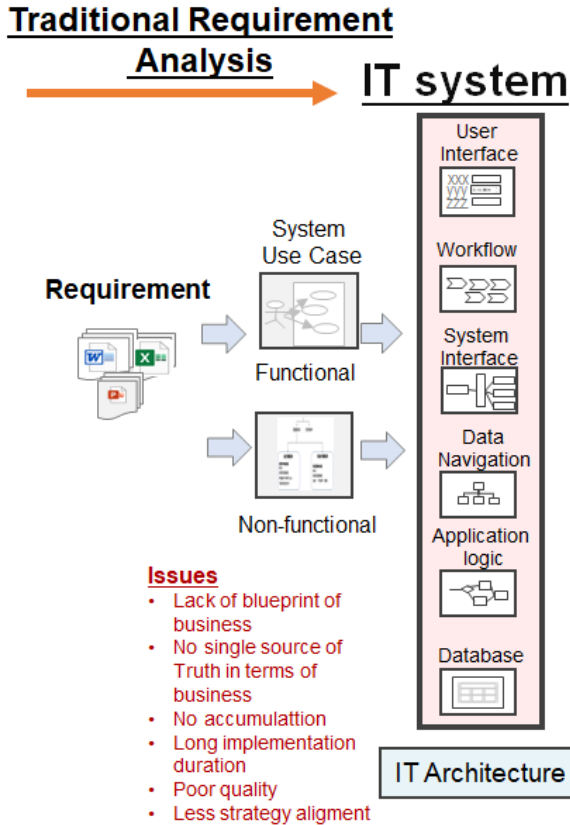 Traditional Requirement
Analysis
IT system
User
Interface
XXX
YYY
ZZZ
Workflow
System
Interface
Data
Navigation
Application
logic
Database
IT Architecture
System
Use Case
Requirement
W
X
P
Functional
Non-functional
Issues
• Lack of blueprint of
business
• No single source of
Truth in terms of
business
• No accumulattion
• Long implementation
duration
• Poor quality
• Less strategy aligment